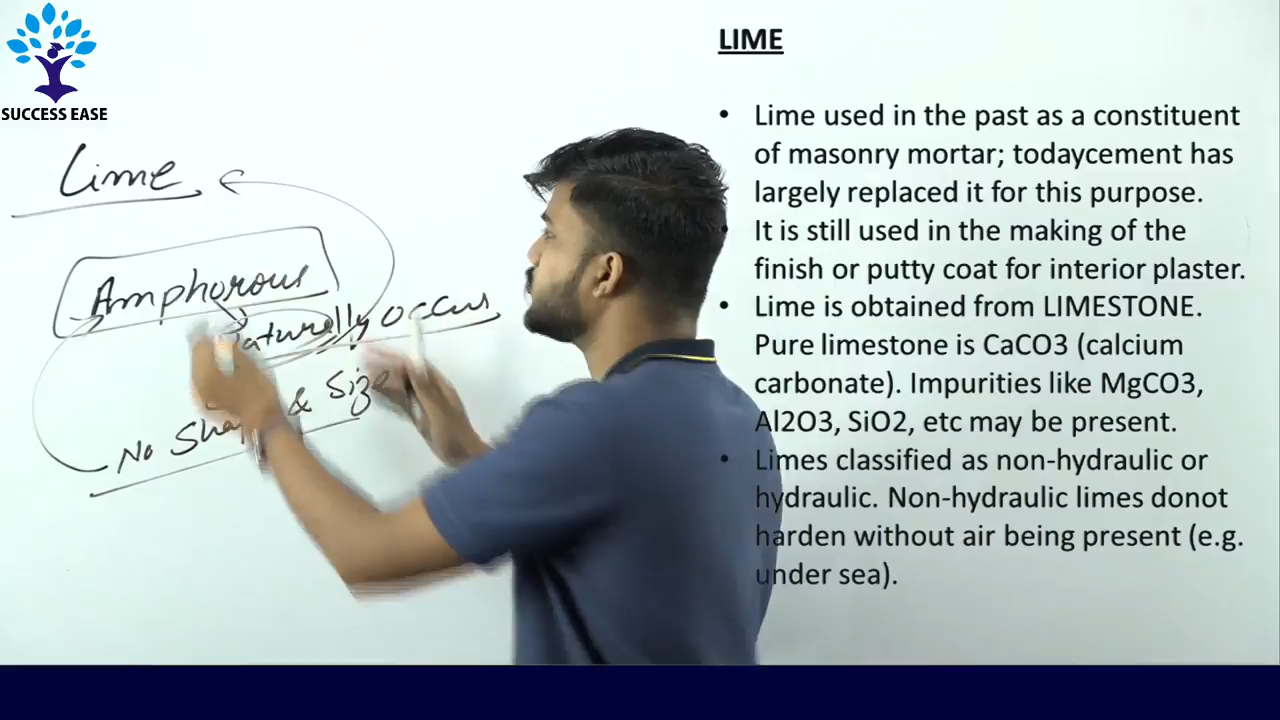 SUCCESS EASE
Lime
Amphorous
Naturally occurs
No Shape & Size
LIME
• Lime used in the past as a constituent
of masonry mortar; todaycement has
largely replaced it for this purpose.
• It is still used in the making of the
finish or putty coat for interior plaster.
• Lime is obtained from LIMESTONE.
Pure limestone is CaCO3 (calcium
carbonate). Impurities like MgCO3,
Al2O3, SiO2, etc may be present.
• Limes classified as non-hydraulic or
hydraulic. Non-hydraulic limes donot
harden without air being present (e.g.
under sea).